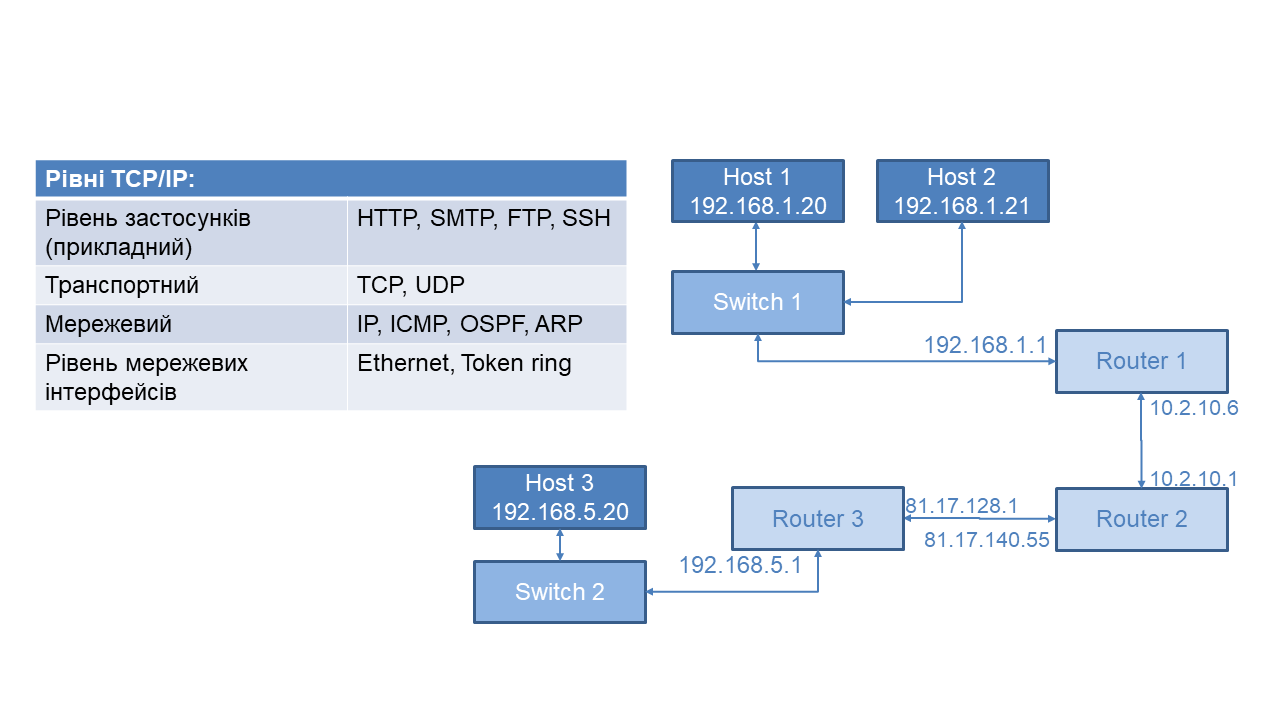 Рівні TCP/IP:
Рівень застосунків
(прикладний)
HTTP, SMTP, FTP, SSH
Транспортний
TCP, UDP
Мережевий
IP, ICMP, OSPF, ARP
Рівень мережевих
інтерфейсів
Ethernet, Token ring
Host 1
192.168.1.20
Host 2
192.168.1.21
Switch 1
192.168.1.1
Router 1
10.2.10.6
10.2.10.1
Router 2
81.17.128.1
81.17.140.55
Router 3
192.168.5.1
Host 3
192.168.5.20
Switch 2